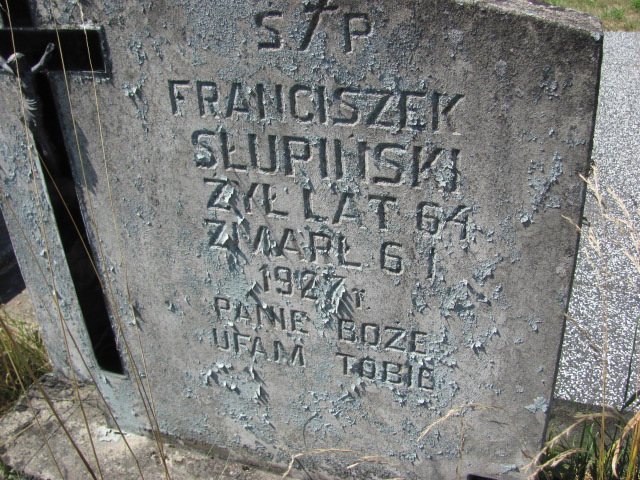 S † P
FRANCISZEK
SŁUPIŃSKI
ŻYŁ LAT 64
ZMARŁ 6 I
1927 r
PANIE BOŻE
UFAM TOBIE